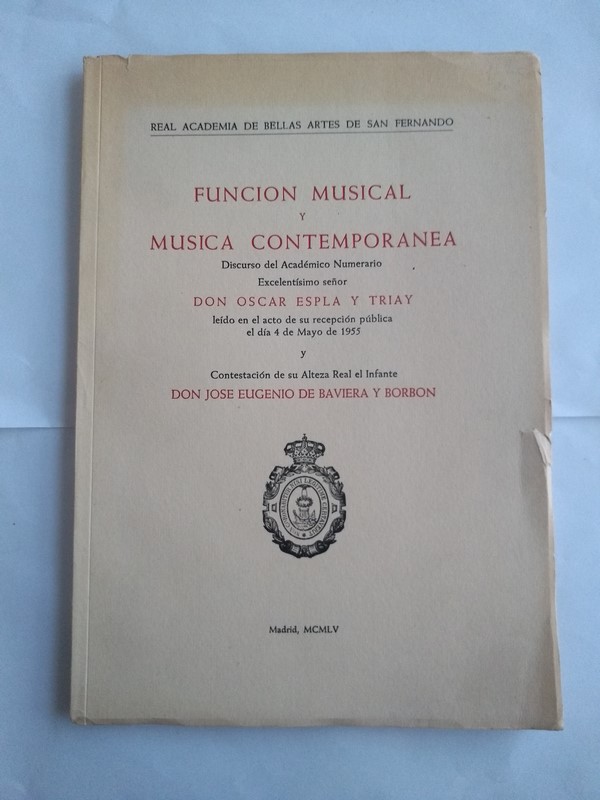 REAL ACADEMIA DE BELLAS ARTES DE SAN FERNANDO
FUNCION MUSICAL
Y
MUSICA CONTEMPORANEA
Discurso del Académico Numerario
Excelentísimo señor
DON OSCAR ESPLA Y TRIAY
leído en el acto de su recepción pública
el día 4 de Mayo de 1955
y
Contestación de su Alteza Real el Infante
DON JOSE EUGENIO DE BAVIERA Y BORBON
Madrid, MCMLV